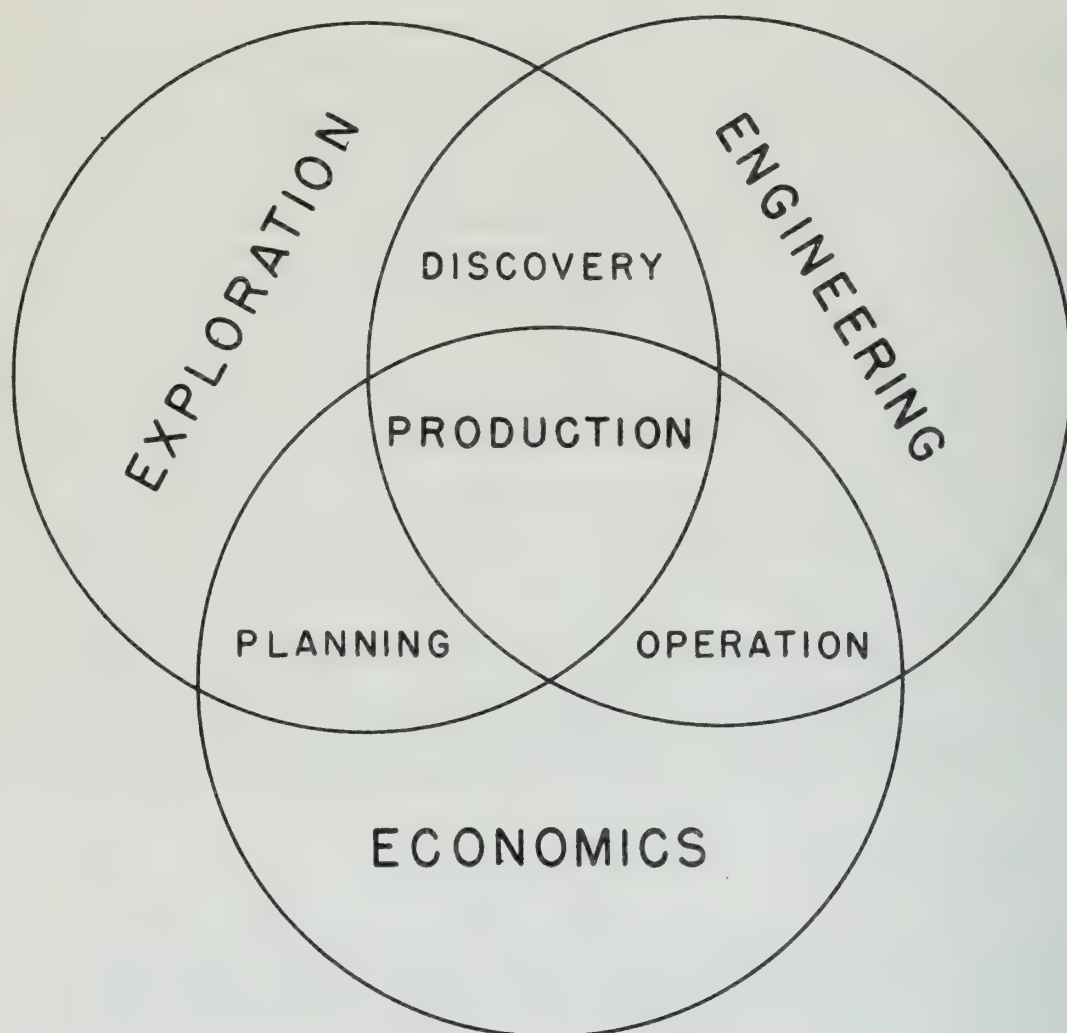 EXPLORATION
ENGINEERING
DISCOVERY
PRODUCTION
PLANNING
OPERATION
ECONOMICS